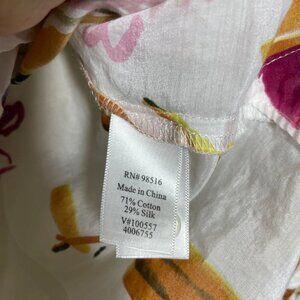 RN# 98516
Made in China
71% Cotton
29% Silk
V#100557
4006755